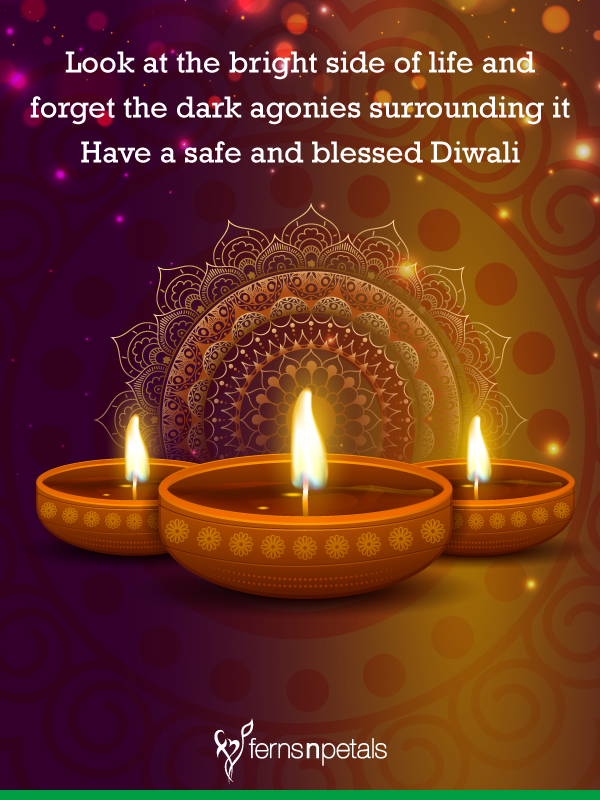 Look at the bright side of life and
forget the dark agonies surrounding it
Have a safe and blessed Diwali
fernsnpetals